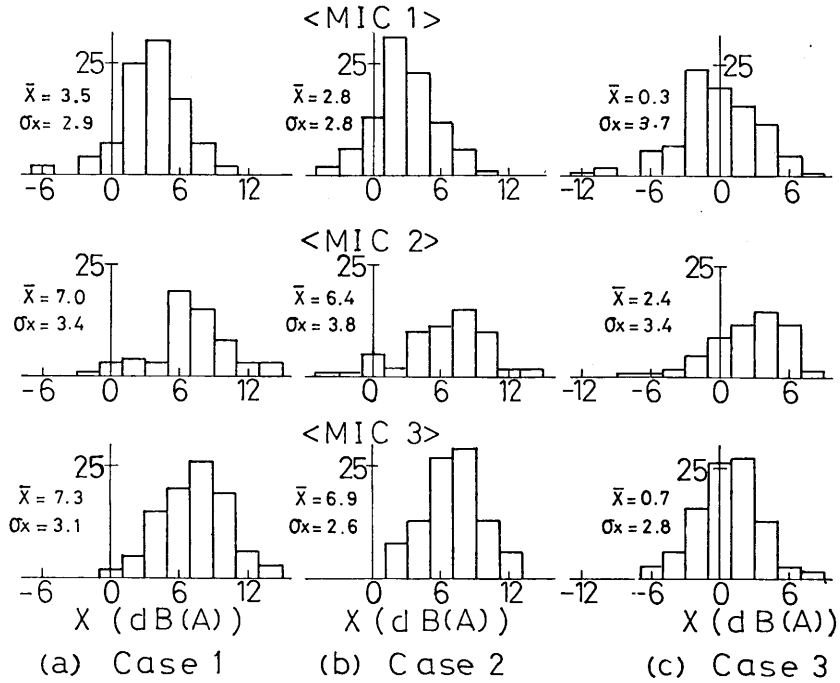 <MIC 1>
25
X̄ = 3.5
σx = 2.9
-6 0 6 12
X̄ = 2.8
σx = 2.8
0 6 12
25
X̄ = 0.3
σx = 3.7
-12 -6 0 6
<MIC 2>
25
X̄ = 7.0
σx = 3.4
-6 0 6 12
25
X̄ = 6.4
σx = 3.8
0 6 12
25
X̄ = 2.4
σx = 3.4
-12 -6 0 6
<MIC 3>
25
X̄ = 7.3
σx = 3.1
-6 0 6 12
25
X̄ = 6.9
σx = 2.6
0 6 12
25
X̄ = 0.7
σx = 2.8
-12 -6 0 6
X (dB(A)) X (dB(A)) X (dB(A))
(a) Case 1 (b) Case 2 (c) Case 3